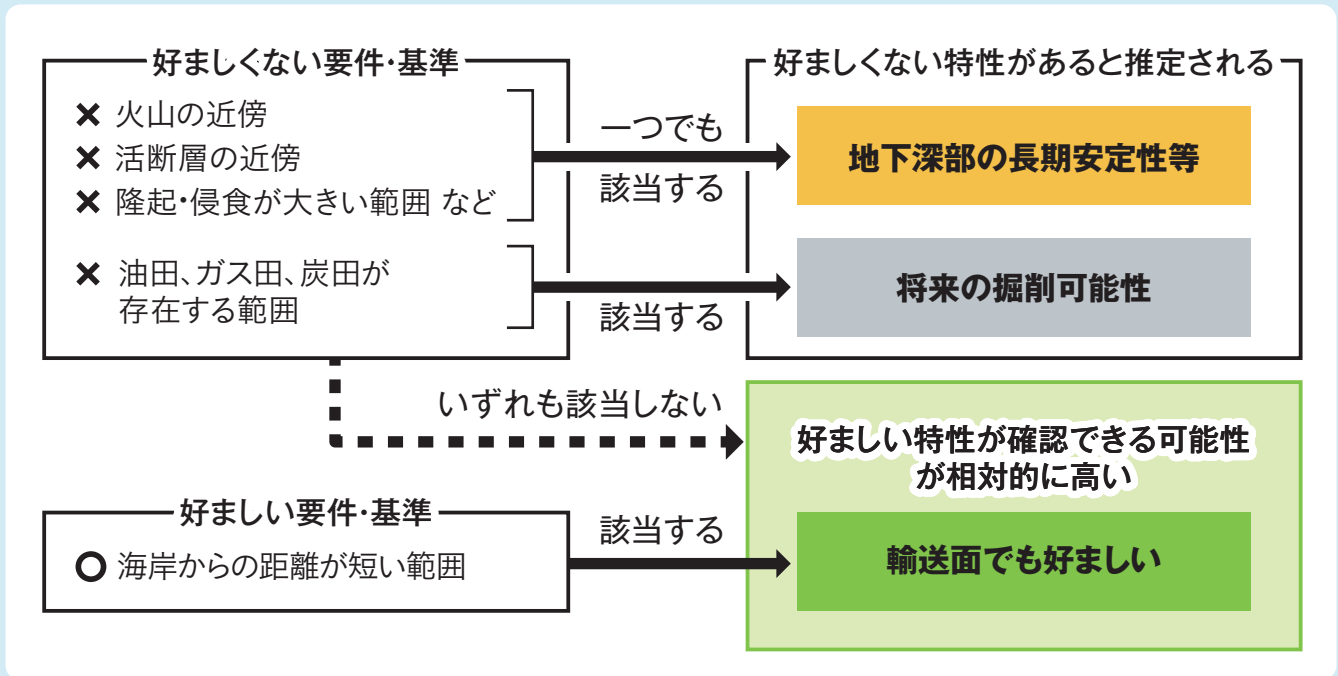 好ましくない要件・基準
× 火山の近傍
× 活断層の近傍
× 隆起・侵食が大きい範囲 など
× 油田、ガス田、炭田が
存在する範囲
一つでも
該当する
該当する
好ましくない特性があると推定される
地下深部の長期安定性等
将来の掘削可能性
いずれも該当しない
好ましい特性が確認できる可能性
が相対的に高い
好ましい要件・基準
○ 海岸からの距離が短い範囲
該当する
輸送面でも好ましい